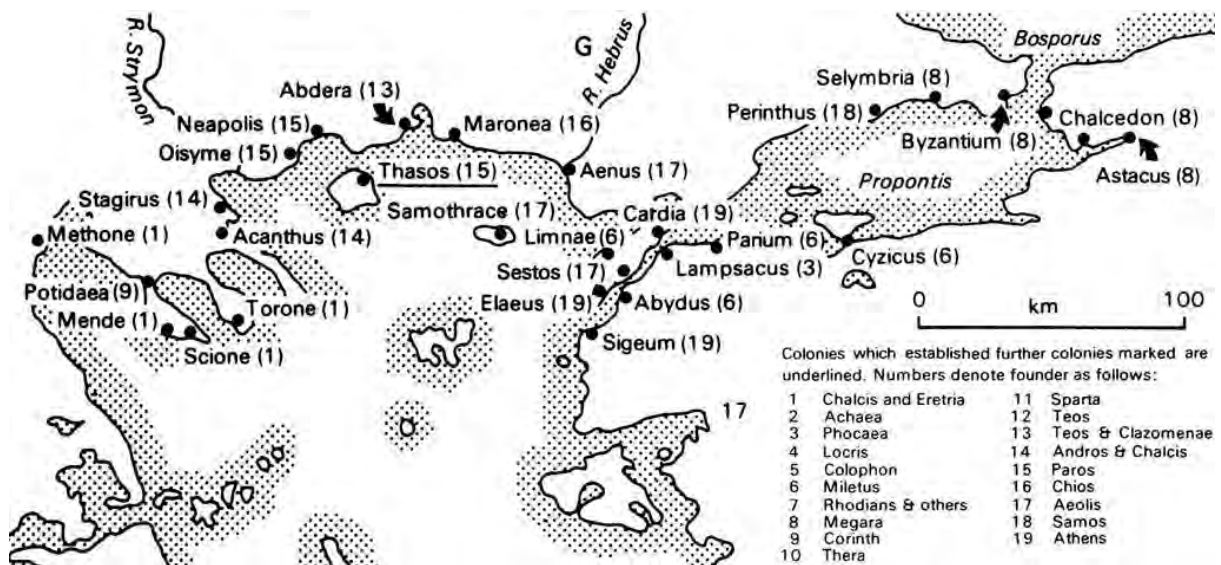 R. Strymon
G
R. Hebrus
Bosporus
Abdera (13)
Selymbria (8)
Neapolis (15)
Maronea (16)
Perinthus (18)
Chalcedon (8)
Oisyme (15)
Byzantium (8)
Thasos (15)
Aenus (17)
Astacus (8)
Stagirus (14)
Propontis
Samothrace (17)
Cardia (19)
Methone (1)
Acanthus (14)
Limnae (6)
Parium (6)
Cyzicus (6)
Sestos (17)
Lampsacus (3)
Potidaea (9)
Torone (1)
Elaeus (19)
Abydus (6)
0 100
km
Mende (1)
Scione (1)
Sigeum (19)
17
Colonies which established further colonies marked are
underlined. Numbers denote founder as follows:
1 Chalcis and Eretria
2 Achaea
3 Phocaea
4 Locris
5 Colophon
6 Miletus
7 Rhodians & others
8 Megara
9 Corinth
10 Thera
11 Sparta
12 Teos
13 Teos & Clazomenae
14 Andros & Chalcis
15 Paros
16 Chios
17 Aeolis
18 Samos
19 Athens